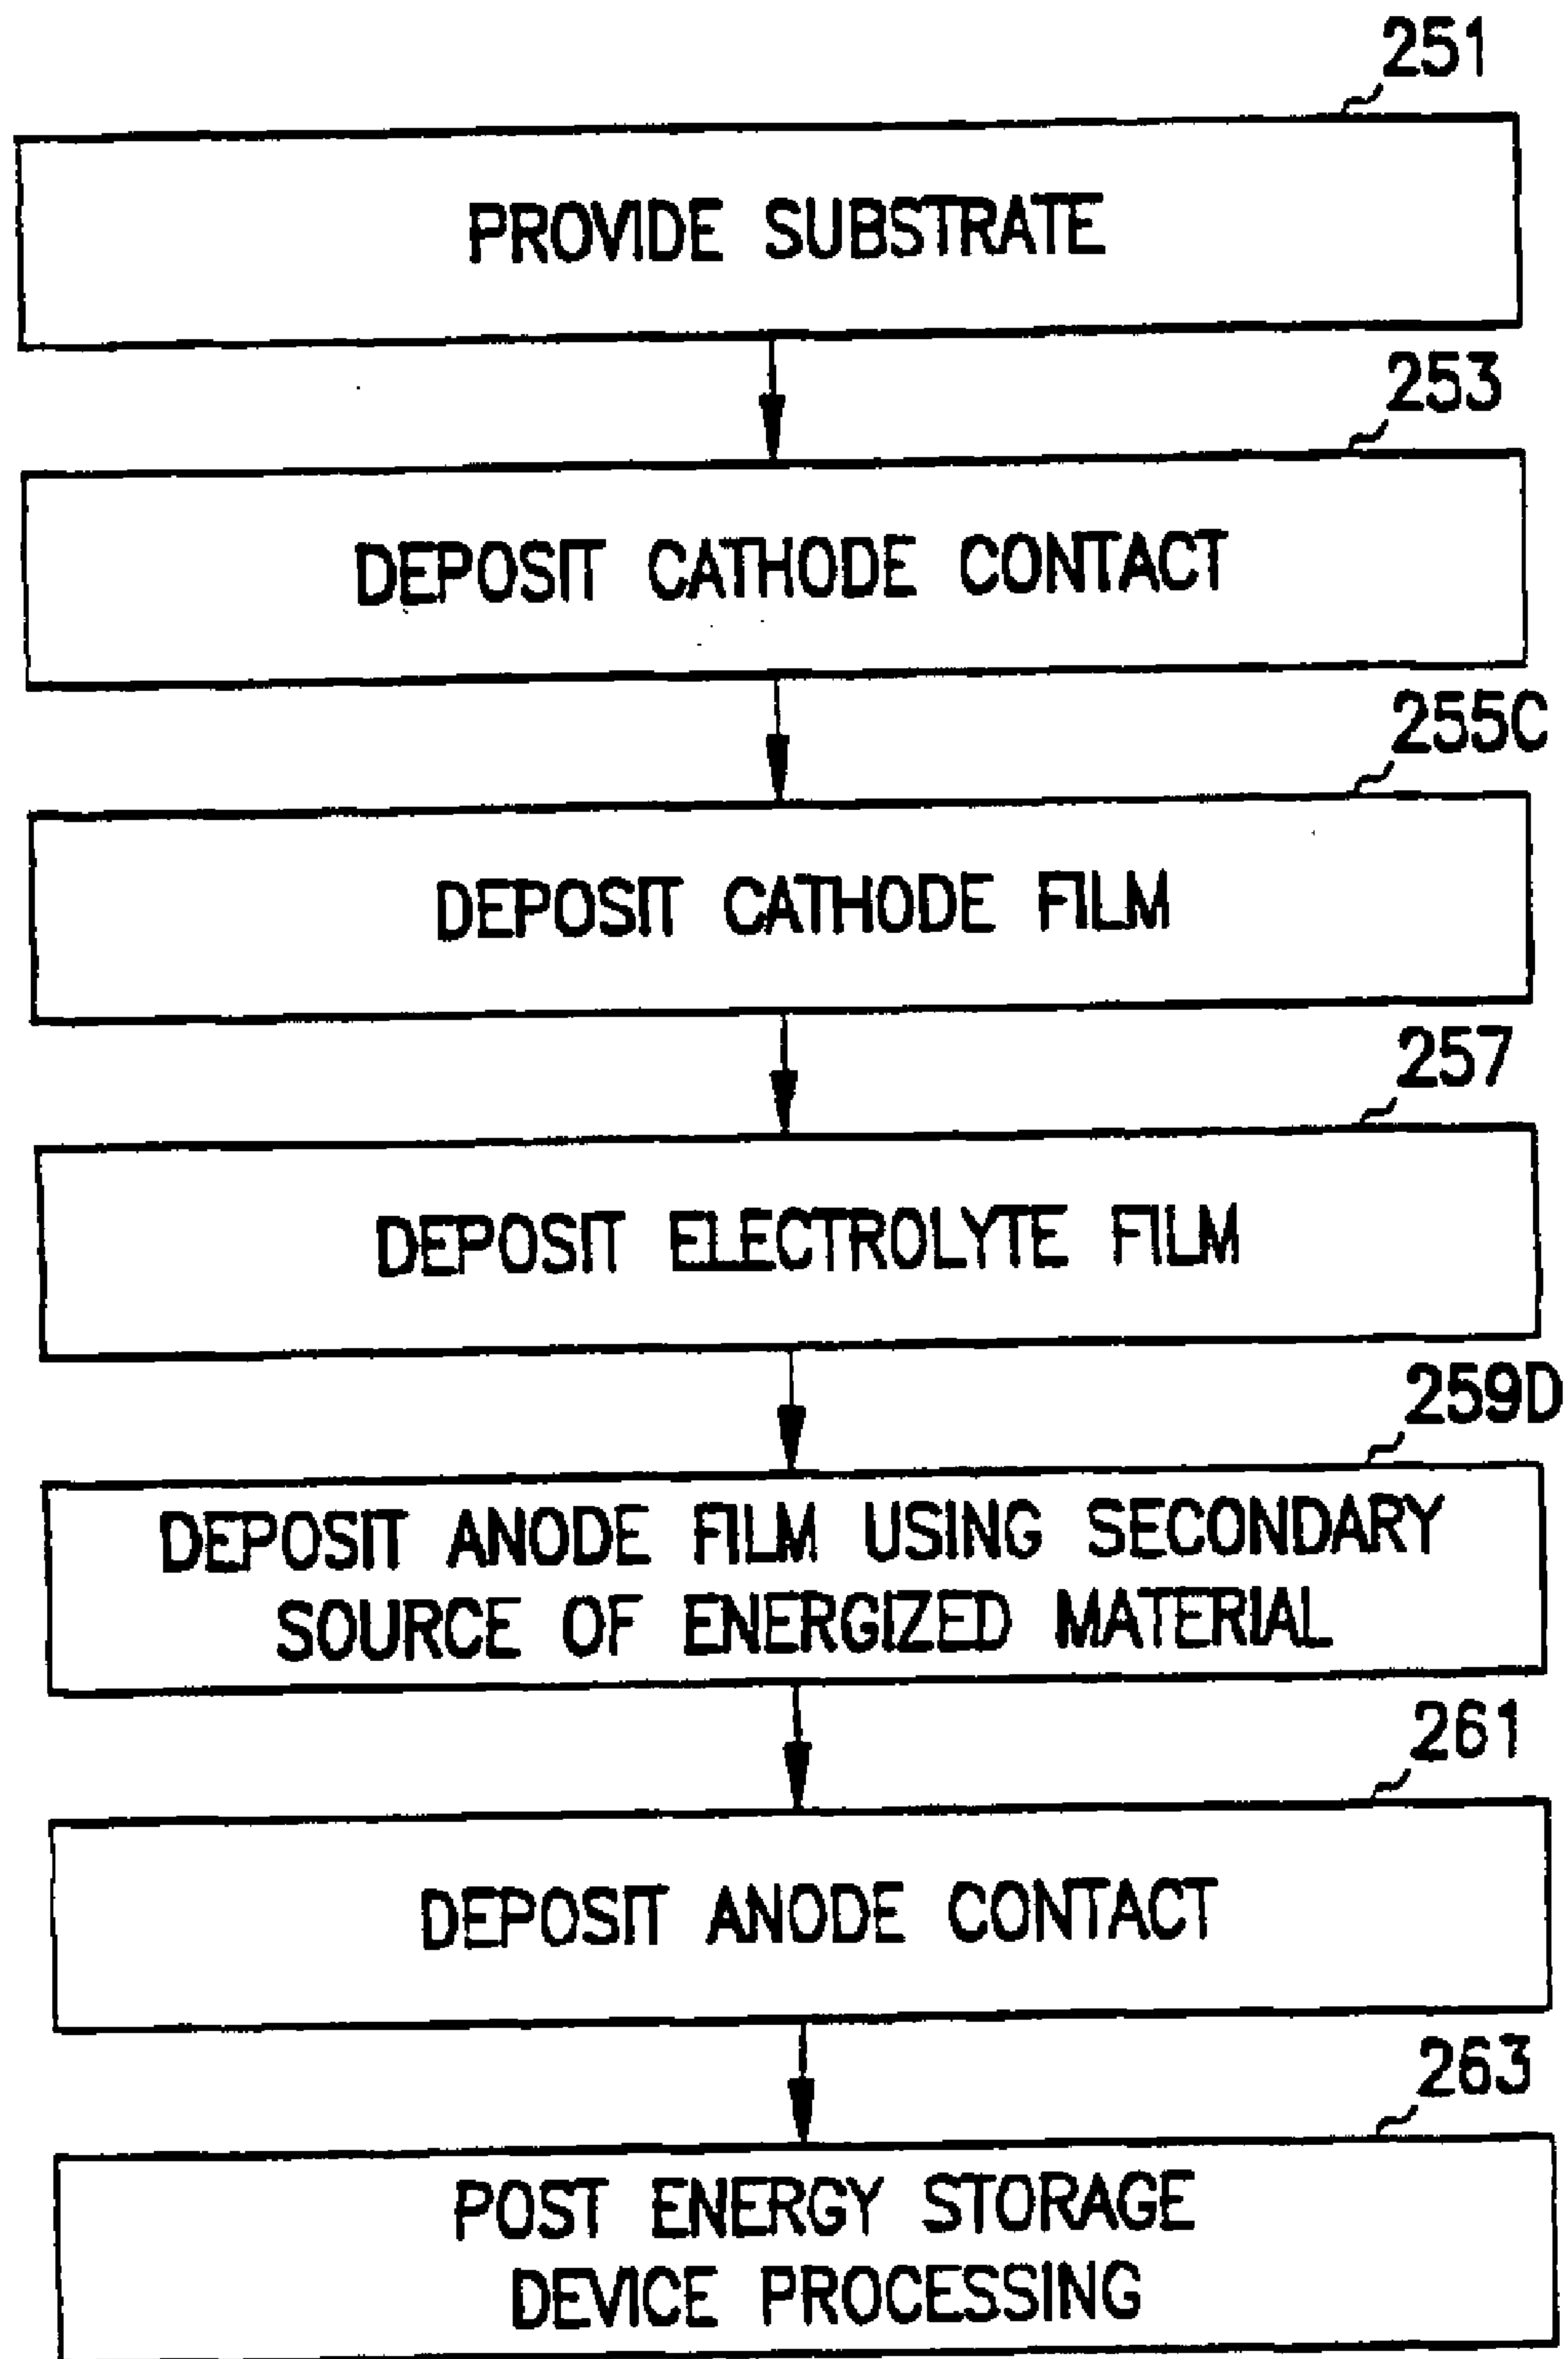 251
PROVIDE SUBSTRATE
253
DEPOSIT CATHODE CONTACT
255C
DEPOSIT CATHODE FILM
257
DEPOSIT ELECTROLYTE FILM
259D
DEPOSIT ANODE FILM USING SECONDARY
SOURCE OF ENERGIZED MATERIAL
261
DEPOSIT ANODE CONTACT
263
POST ENERGY STORAGE
DEVICE PROCESSING